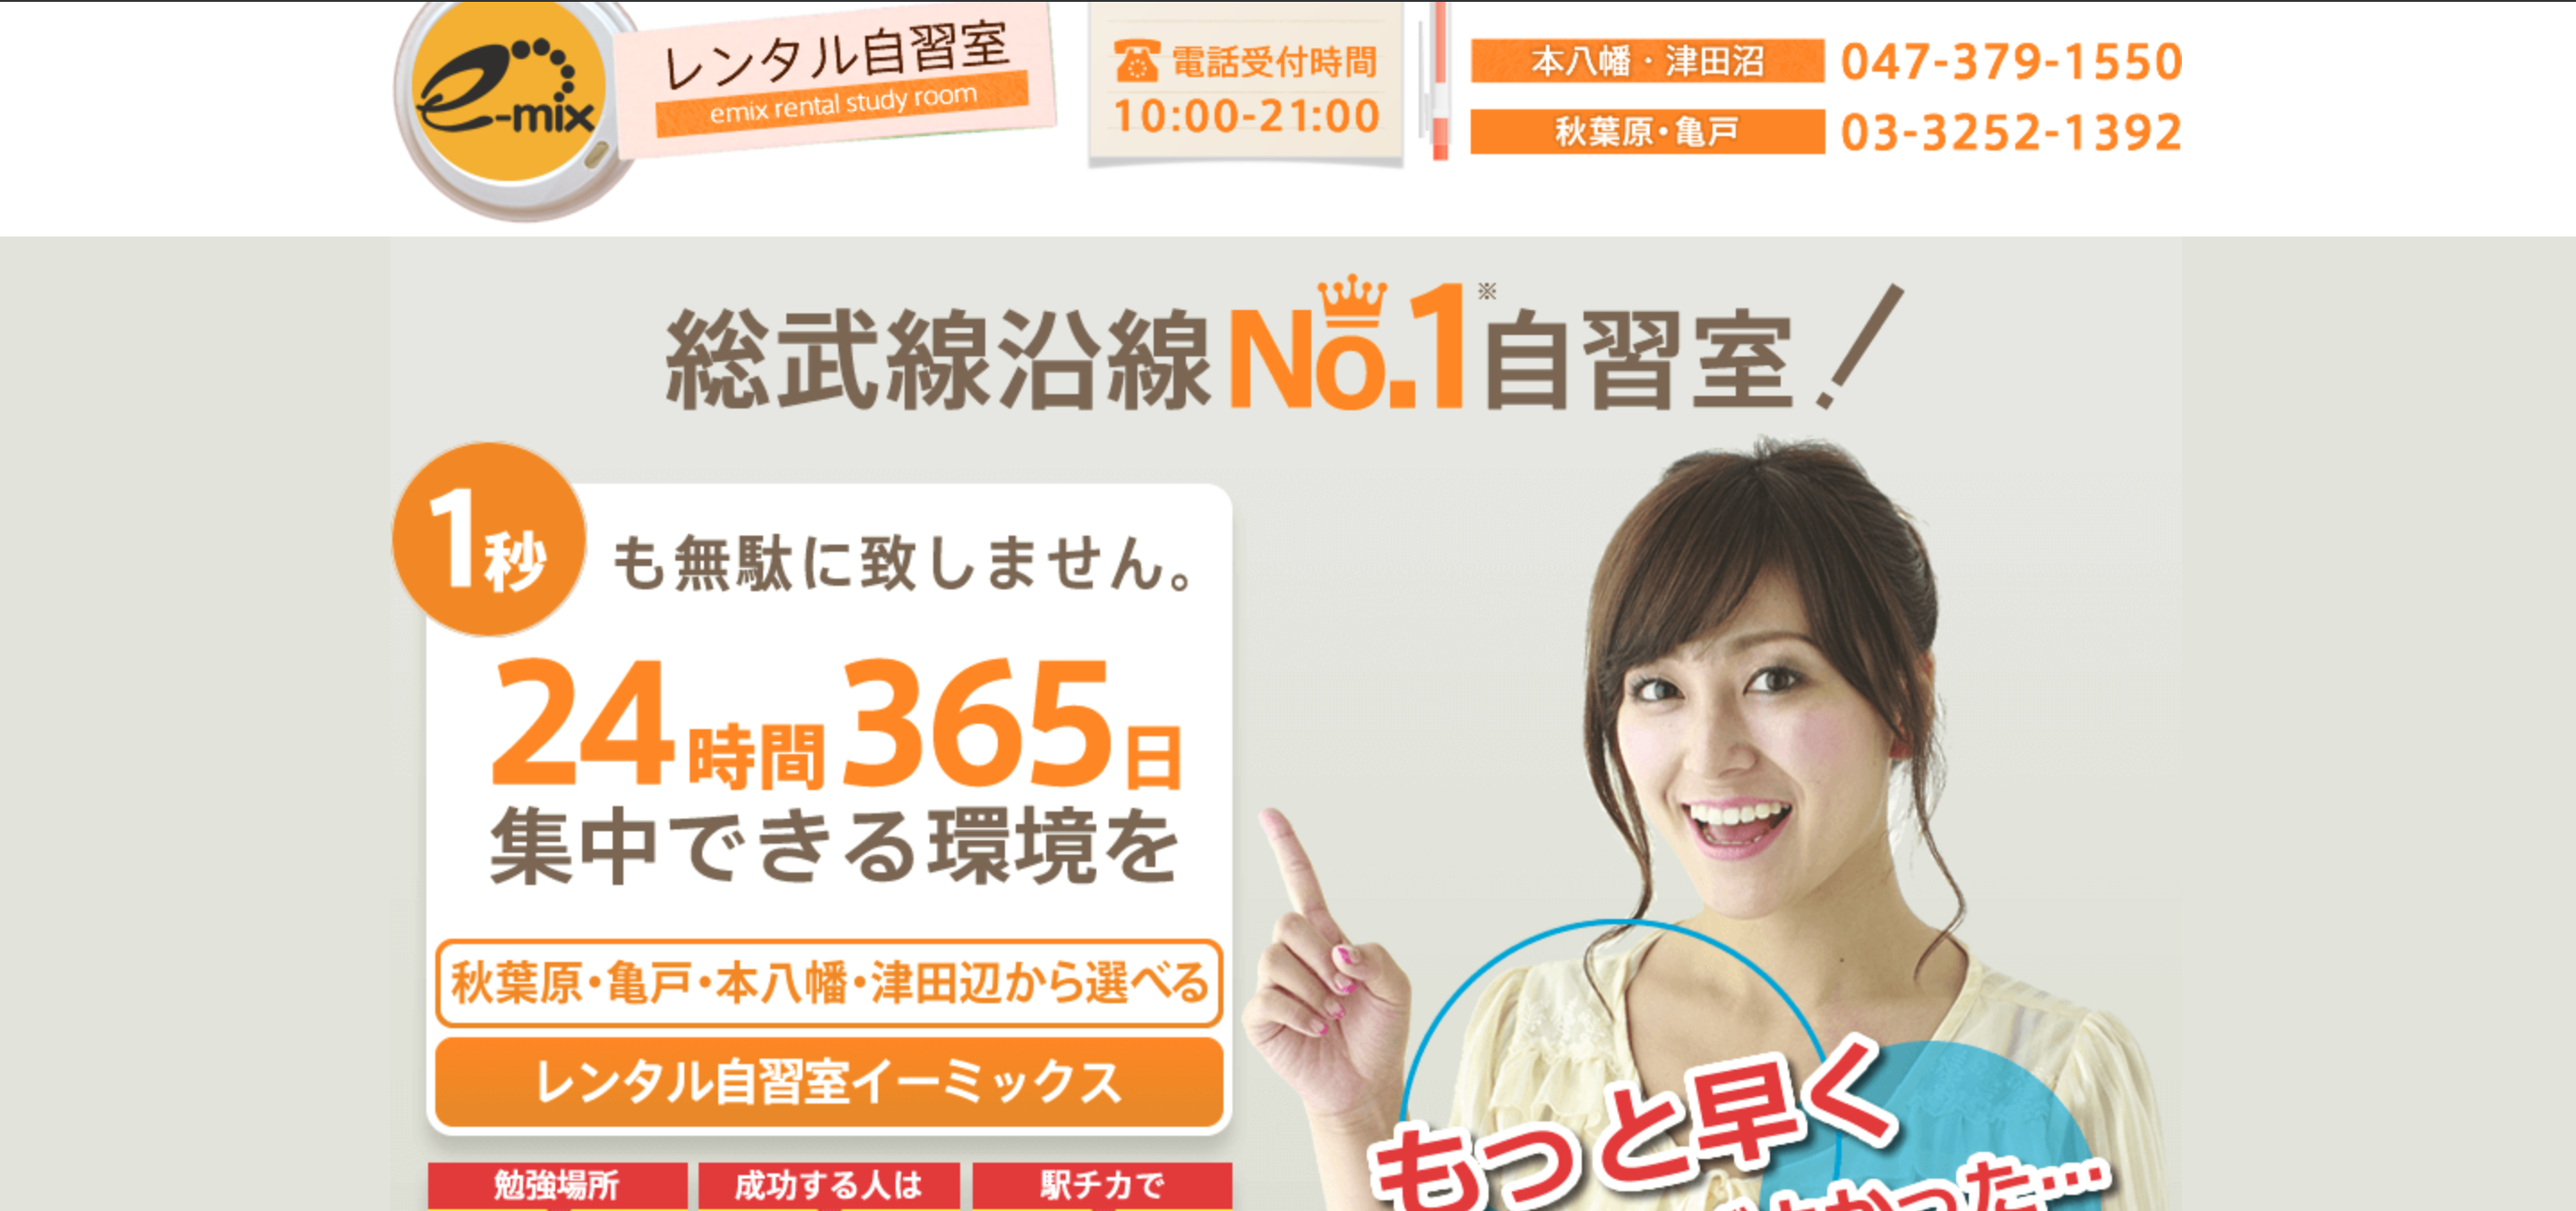 e-mix
レンタル自習室
emix rental study room
電話受付時間
10:00-21:00
本八幡・津田沼 047-379-1550
秋葉原・亀戸 03-3252-1392
総武線沿線No.1※自習室!
1秒も無駄に致しません。
24時間365日
集中できる環境を
秋葉原・亀戸・本八幡・津田辺から選べる
レンタル自習室イーミックス
もっと早く
かった…
勉強場所 成功する人は 駅チカで